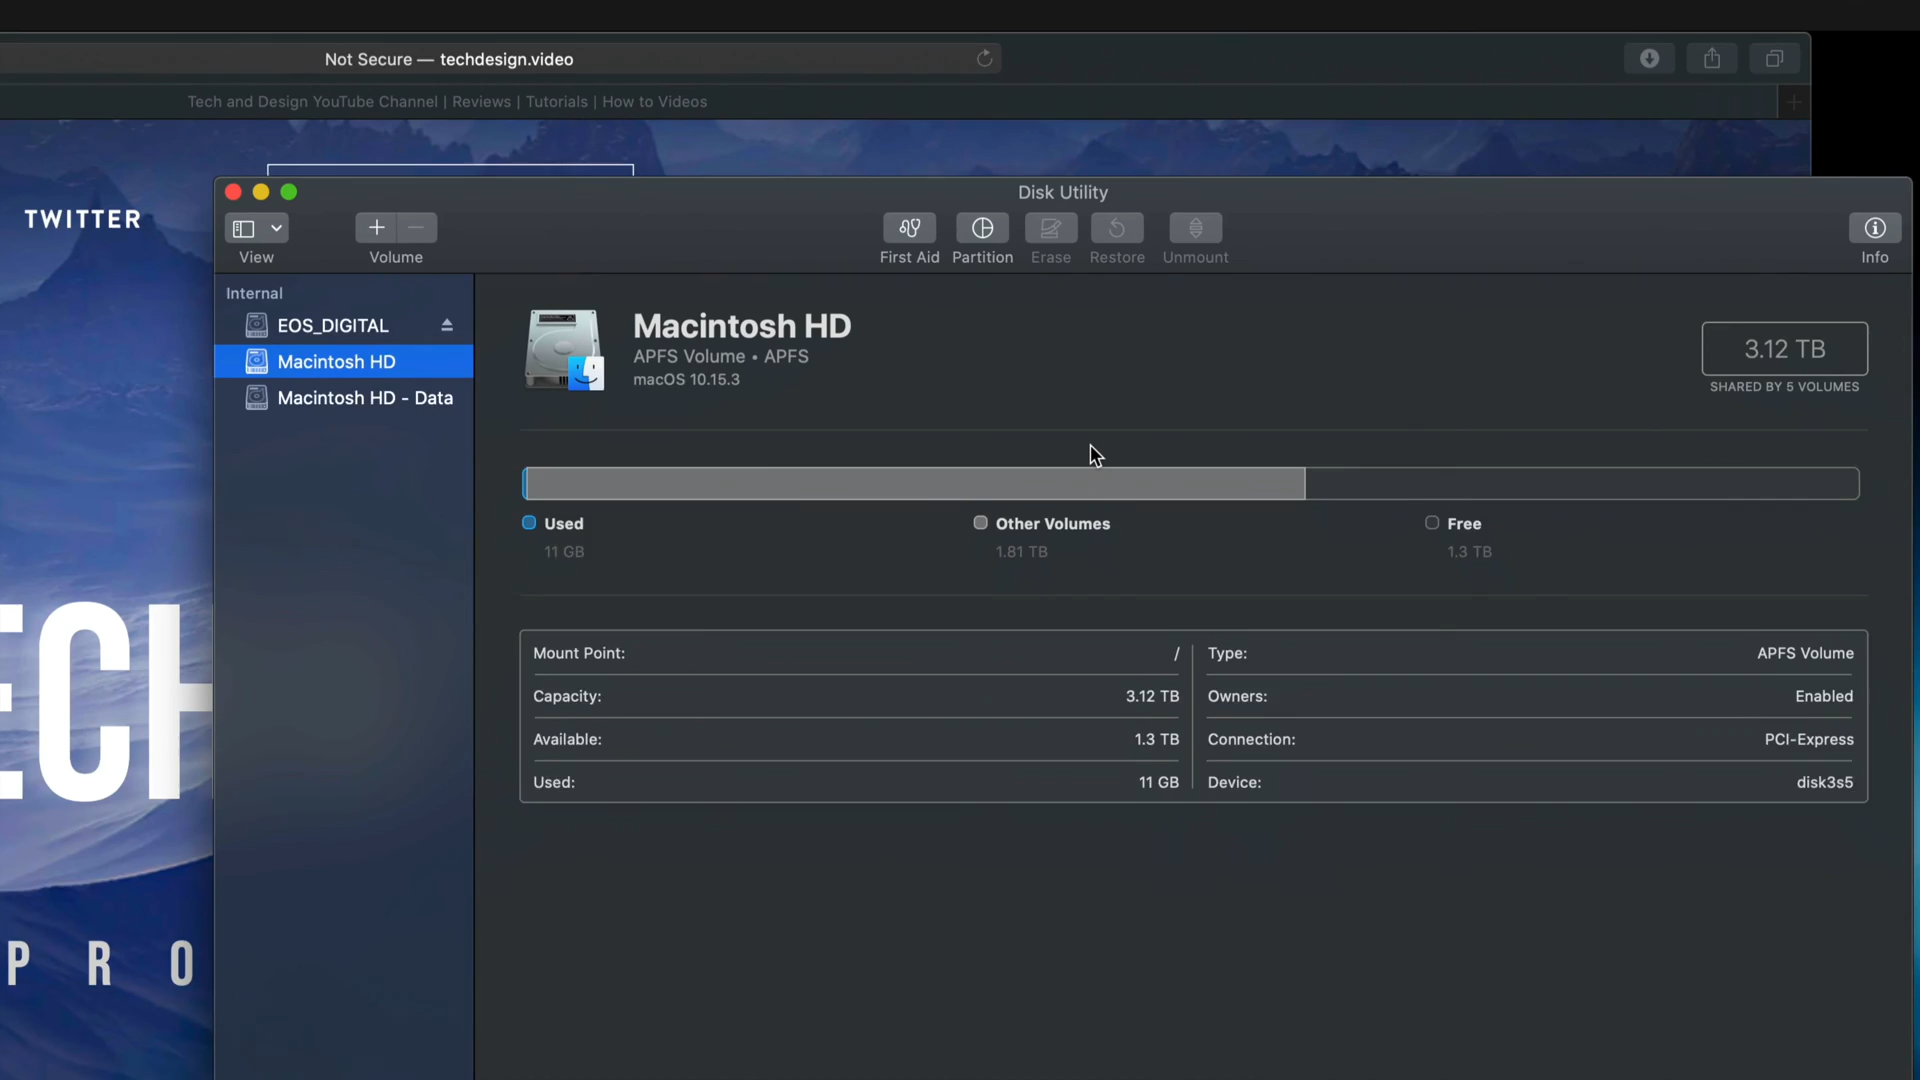 Not Secure — techdesign.video
Tech and Design YouTube Channel | Reviews | Tutorials | How to Videos
TWITTER
Disk Utility
View
Volume
First Aid
Partition
Erase
Restore
Unmount
Info
Internal
EOS_DIGITAL
Macintosh HD
Macintosh HD - Data
Macintosh HD
APFS Volume • APFS
macOS 10.15.3
3.12 TB
SHARED BY 5 VOLUMES
Used
11 GB
Other Volumes
1.81 TB
Free
1.3 TB
Mount Point: /
Capacity: 3.12 TB
Available: 1.3 TB
Used: 11 GB
Type: APFS Volume
Owners: Enabled
Connection: PCI-Express
Device: disk3s5
ECH
PRO